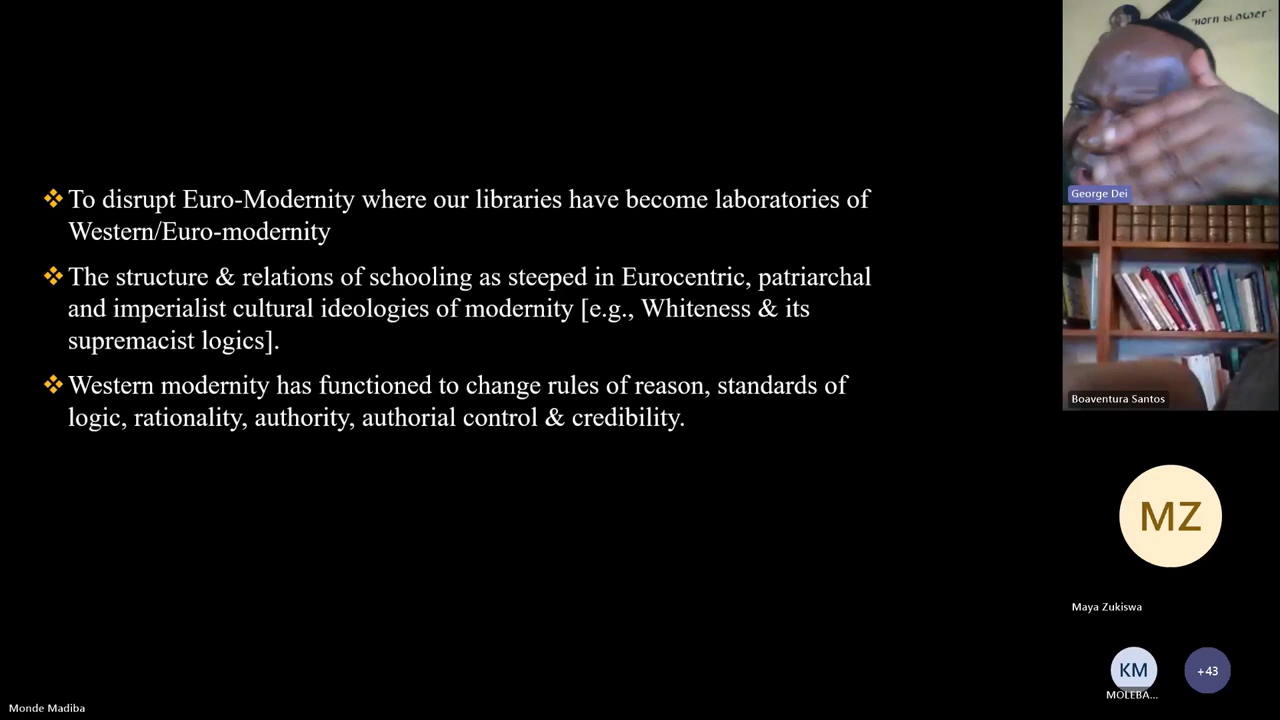 ❖ To disrupt Euro-Modernity where our libraries have become laboratories of
Western/Euro-modernity
❖ The structure & relations of schooling as steeped in Eurocentric, patriarchal
and imperialist cultural ideologies of modernity [e.g., Whiteness & its
supremacist logics].
❖ Western modernity has functioned to change rules of reason, standards of
logic, rationality, authority, authorial control & credibility.
"HORN BLOWER"
George Dei
Boaventura Santos
MZ
Maya Zukiswa
KM
MOLEBA...
+43
Monde Madiba